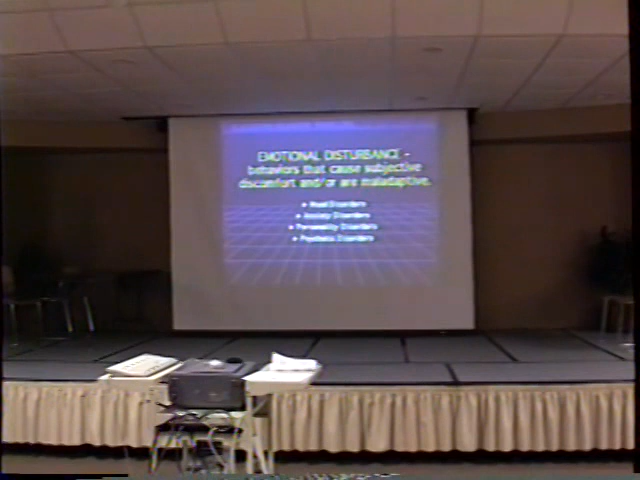 EMOTIONAL DISTURBANCE -
behaviors that cause subjective
discomfort and/or are maladaptive.
• Mood Disorders
• Anxiety Disorders
• Personality Disorders
• Psychotic Disorders